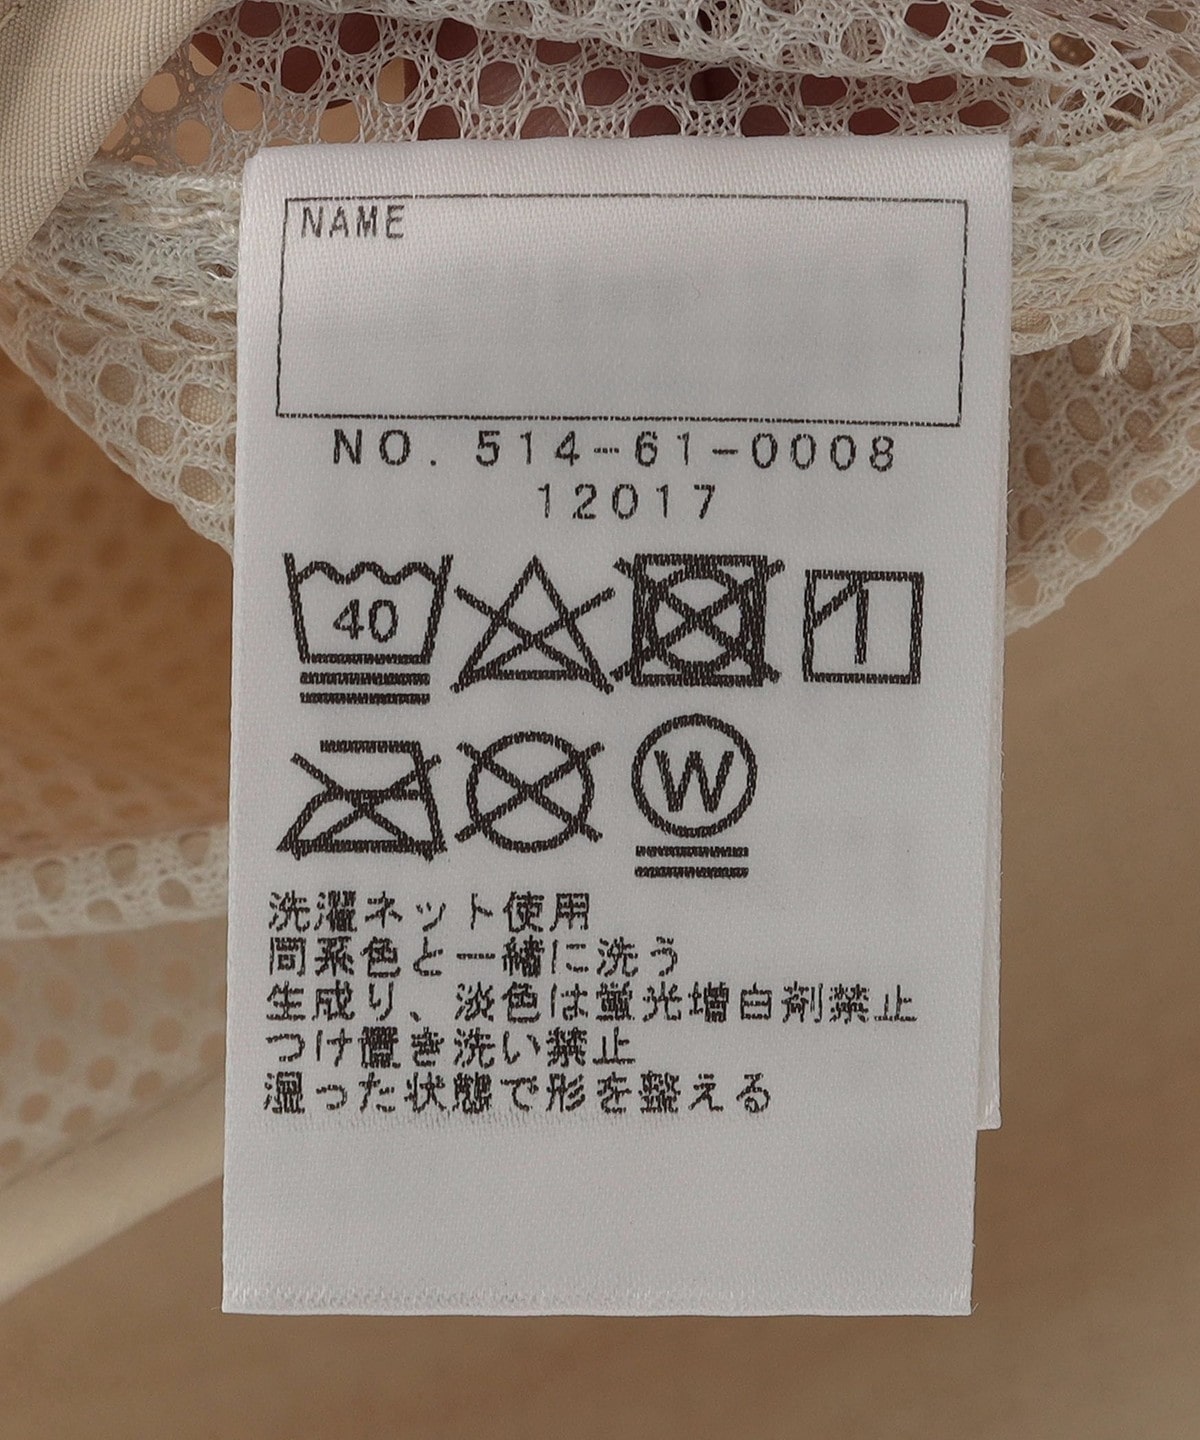 NAME
NO. 514-61-0008
12017
40
W
洗濯ネット使用
同系色と一緒に洗う
生成り、淡色は蛍光増白剤禁止
つけ置き洗い禁止
湿った状態で形を整える